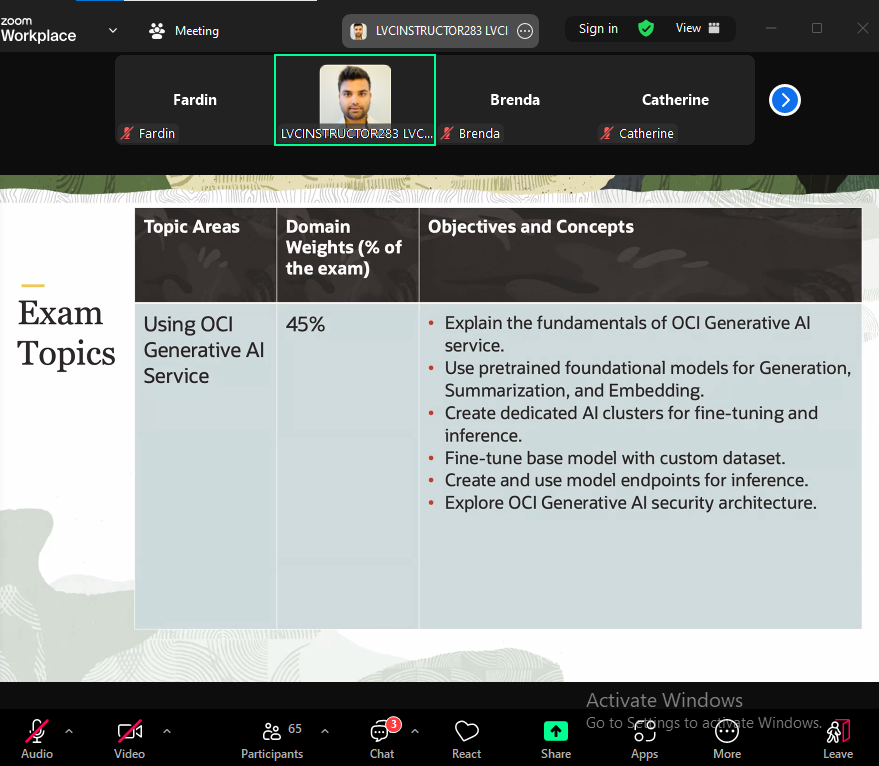 zoom
Workplace
Meeting
LVCINSTRUCTOR283 LVCI
Sign in
View
Fardin
Brenda
Catherine
Fardin
LVCINSTRUCTOR283 LVC...
Brenda
Catherine
Exam
Topics
Topic Areas
Domain
Weights (% of
the exam)
Objectives and Concepts
Using OCI
Generative AI
Service
45%
• Explain the fundamentals of OCI Generative AI
service.
• Use pretrained foundational models for Generation,
Summarization, and Embedding.
• Create dedicated AI clusters for fine-tuning and
inference.
• Fine-tune base model with custom dataset.
• Create and use model endpoints for inference.
• Explore OCI Generative AI security architecture.
Activate Windows
Go to Settings to activate Windows.
65
3
Audio
Video
Participants
Chat
React
Share
Apps
More
Leave